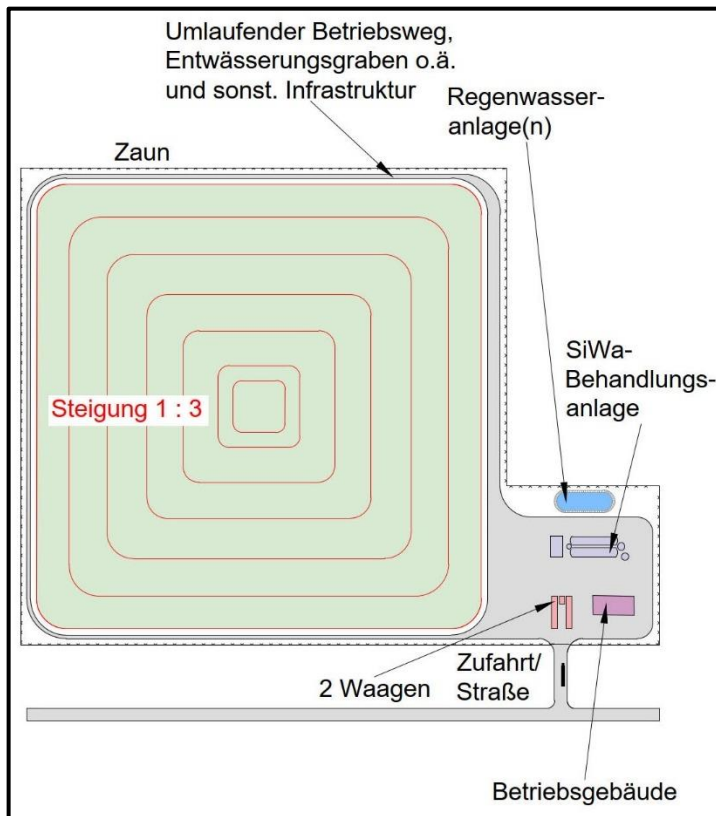 Umlaufender Betriebsweg,
Entwässerungsgraben o.ä.
und sonst. Infrastruktur
Regenwasser-
anlage(n)
Zaun
SiWa-
Behandlungs-
anlage
Steigung 1 : 3
2 Waagen
Zufahrt/
Straße
Betriebsgebäude